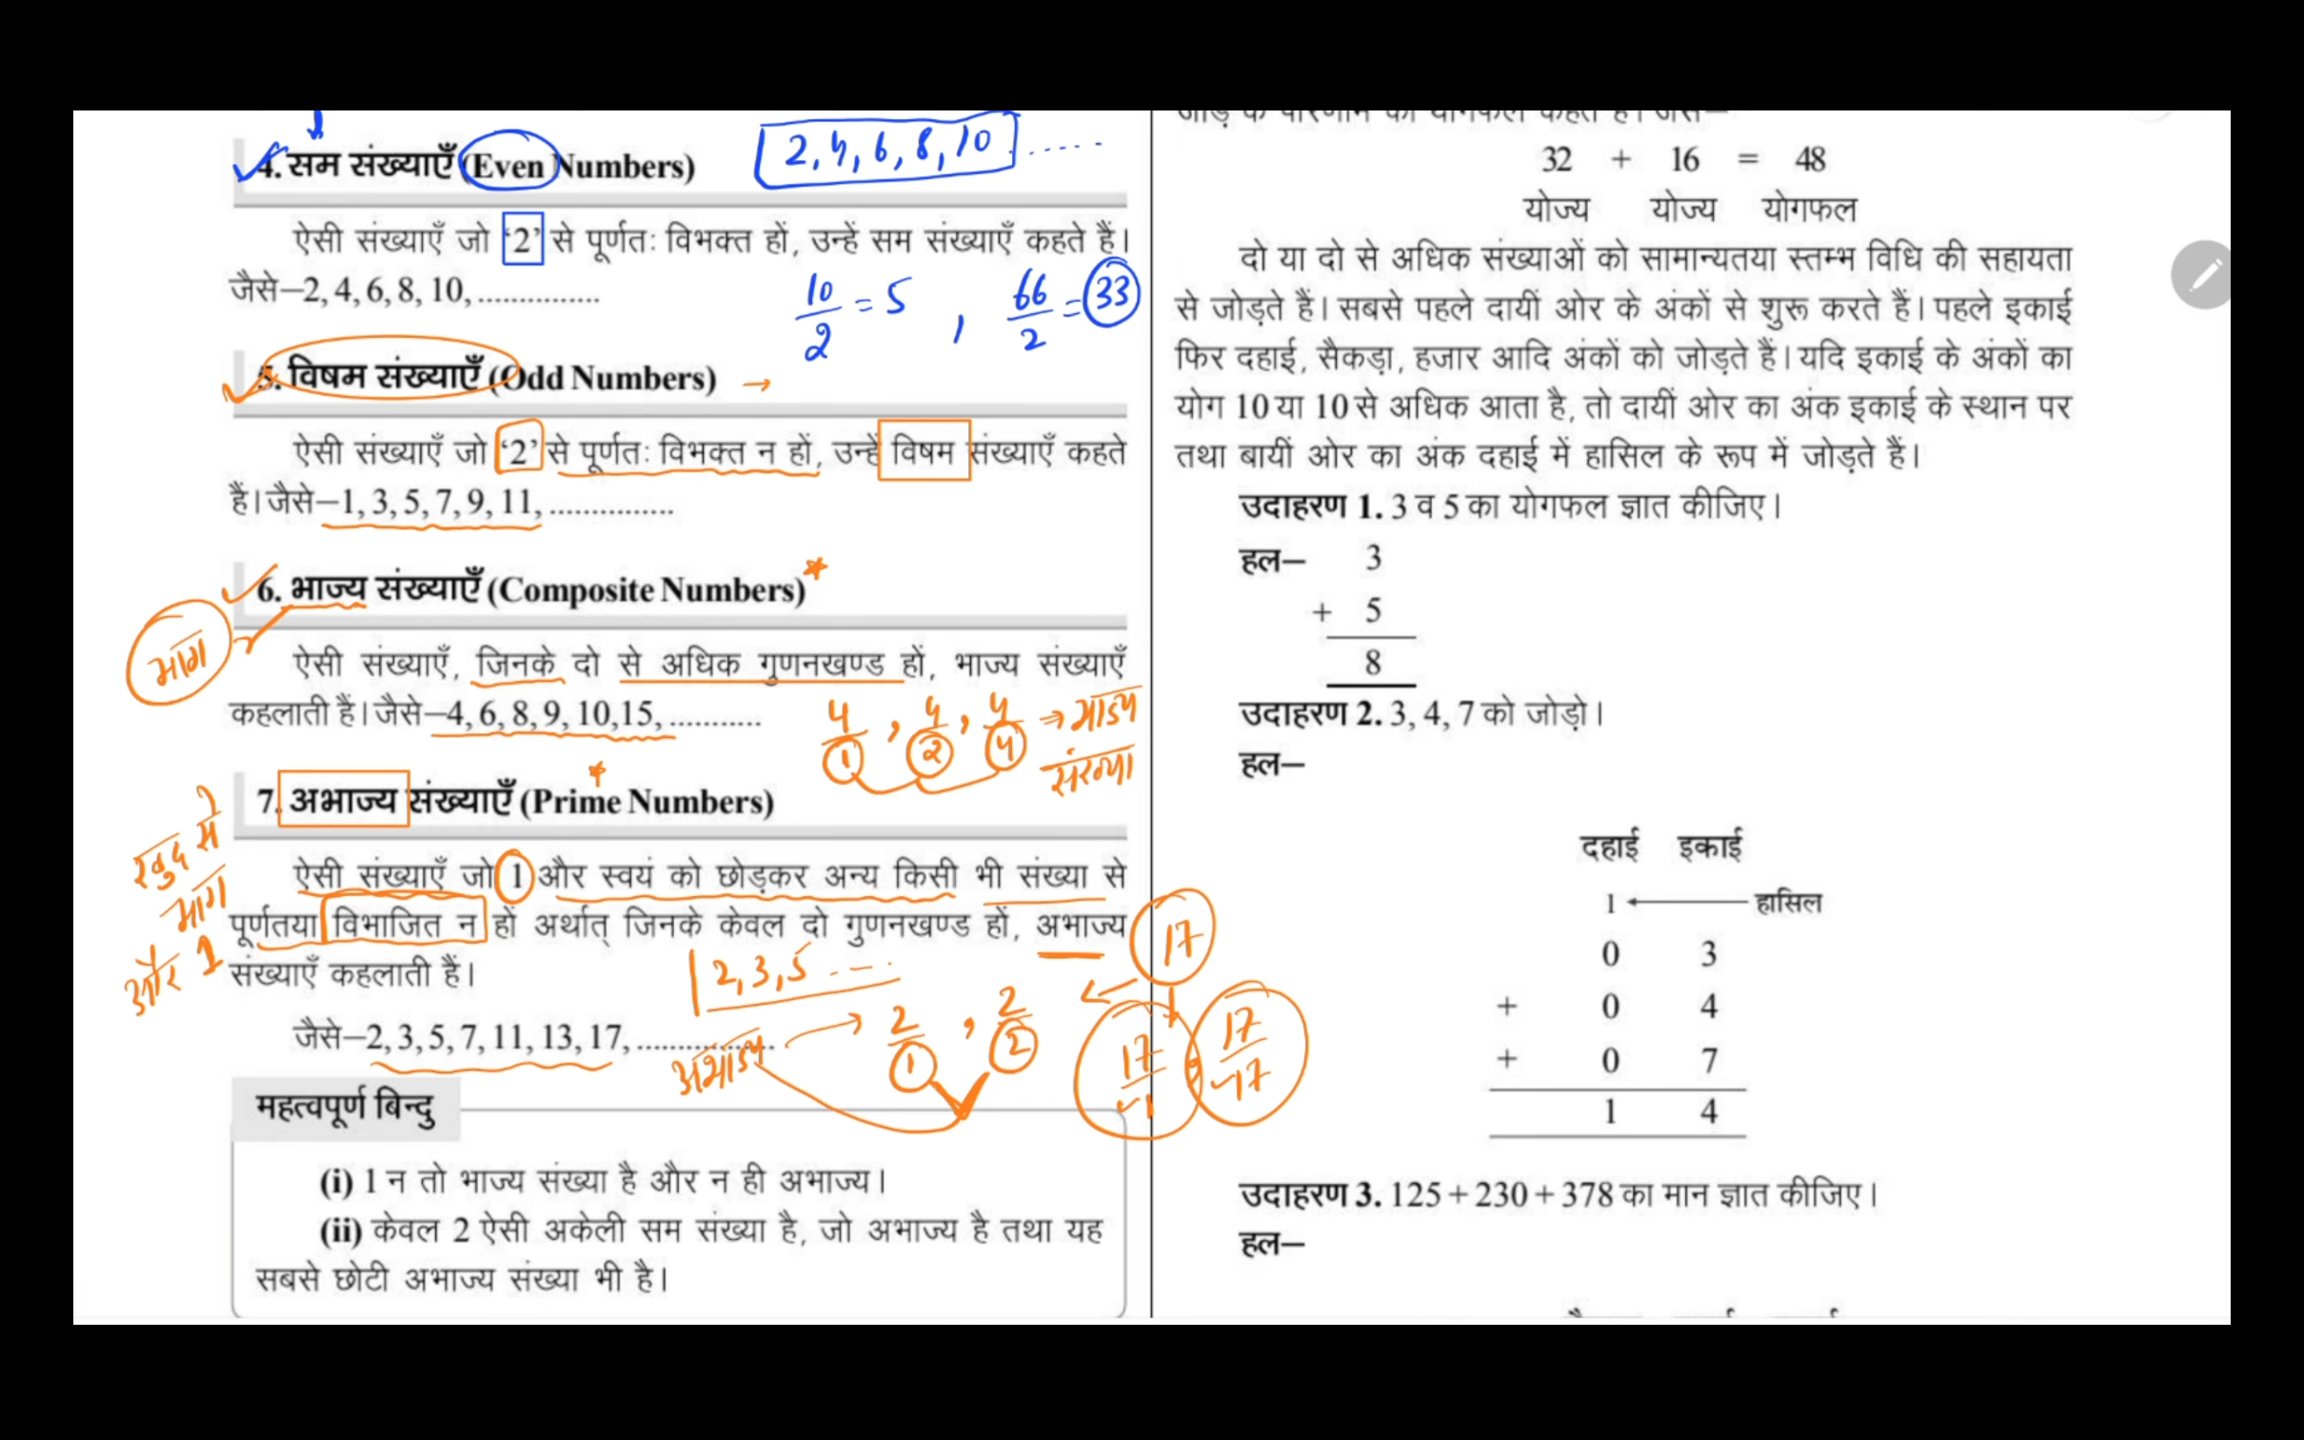 4. सम संख्याएँ (Even Numbers)
2, 4, 6, 8, 10 .....
ऐसी संख्याएँ जो ‘2’ से पूर्णतः विभक्त हों, उन्हें सम संख्याएँ कहते हैं।
जैसे—2, 4, 6, 8, 10, ...............
10/2 = 5 , 66/2 = 33
5. विषम संख्याएँ (Odd Numbers) →
ऐसी संख्याएँ जो ‘2’ से पूर्णतः विभक्त न हों, उन्हें विषम संख्याएँ कहते
हैं। जैसे—1, 3, 5, 7, 9, 11, ...............
6. भाज्य संख्याएँ (Composite Numbers)*
भाग
ऐसी संख्याएँ, जिनके दो से अधिक गुणनखण्ड हों, भाज्य संख्याएँ
कहलाती हैं। जैसे—4, 6, 8, 9, 10,15, ...........
4/1 , 4/2 , 4/4 ⇒ भाज्य
संख्या
7. अभाज्य संख्याएँ (Prime Numbers)
*
खुद से
भाग
और 1
ऐसी संख्याएँ जो 1 और स्वयं को छोड़कर अन्य किसी भी संख्या से
पूर्णतया विभाजित न हों अर्थात् जिनके केवल दो गुणनखण्ड हों, अभाज्य
संख्याएँ कहलाती हैं।
2, 3, 5 ----
17
जैसे—2, 3, 5, 7, 11, 13, 17, .................
अभाज्य → 2/1 , 2/2
17/1 , 17/17
महत्वपूर्ण बिन्दु
(i) 1 न तो भाज्य संख्या है और न ही अभाज्य।
(ii) केवल 2 ऐसी अकेली सम संख्या है, जो अभाज्य है तथा यह
सबसे छोटी अभाज्य संख्या भी है।
जोड़ के परिणाम को योगफल कहते हैं। जैसे—
32 + 16 = 48
योज्य योज्य योगफल
दो या दो से अधिक संख्याओं को सामान्यतया स्तम्भ विधि की सहायता
से जोड़ते हैं। सबसे पहले दायीं ओर के अंकों से शुरू करते हैं। पहले इकाई
फिर दहाई, सैकड़ा, हजार आदि अंकों को जोड़ते हैं। यदि इकाई के अंकों का
योग 10 या 10 से अधिक आता है, तो दायीं ओर का अंक इकाई के स्थान पर
तथा बायीं ओर का अंक दहाई में हासिल के रूप में जोड़ते हैं।
उदाहरण 1. 3 व 5 का योगफल ज्ञात कीजिए।
हल— 3
+ 5
8
उदाहरण 2. 3, 4, 7 को जोड़ो।
हल—
दहाई इकाई
1 ← हासिल
0 3
+ 0 4
+ 0 7
1 4
उदाहरण 3. 125 + 230 + 378 का मान ज्ञात कीजिए।
हल—